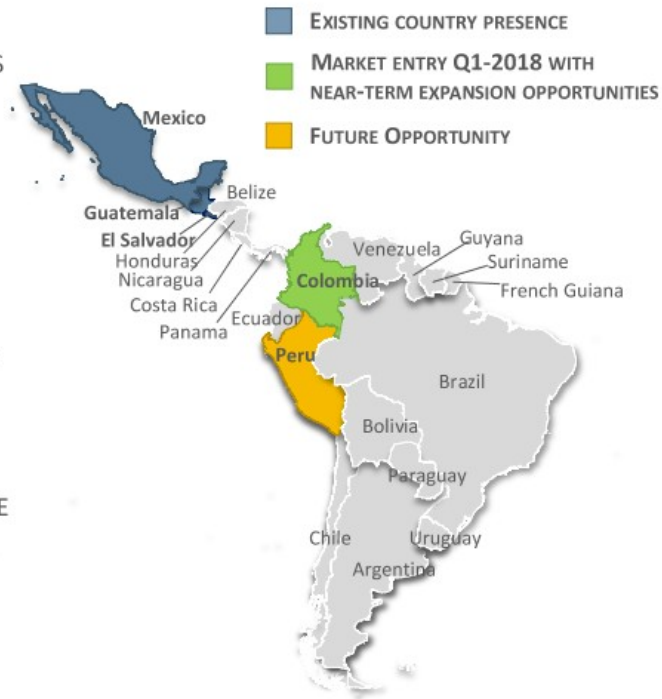 EXISTING COUNTRY PRESENCE
S
MARKET ENTRY Q1-2018 WITH
NEAR-TERM EXPANSION OPPORTUNITIES
FUTURE OPPORTUNITY
Mexico
Belize
Guatemala
El Salvador
Honduras
Nicaragua
Costa Rica
Panama
Venezuela
Guyana
Suriname
French Guiana
Colombia
Ecuador
Peru
Brazil
Bolivia
Paraguay
E
Chile
Uruguay
Argentina